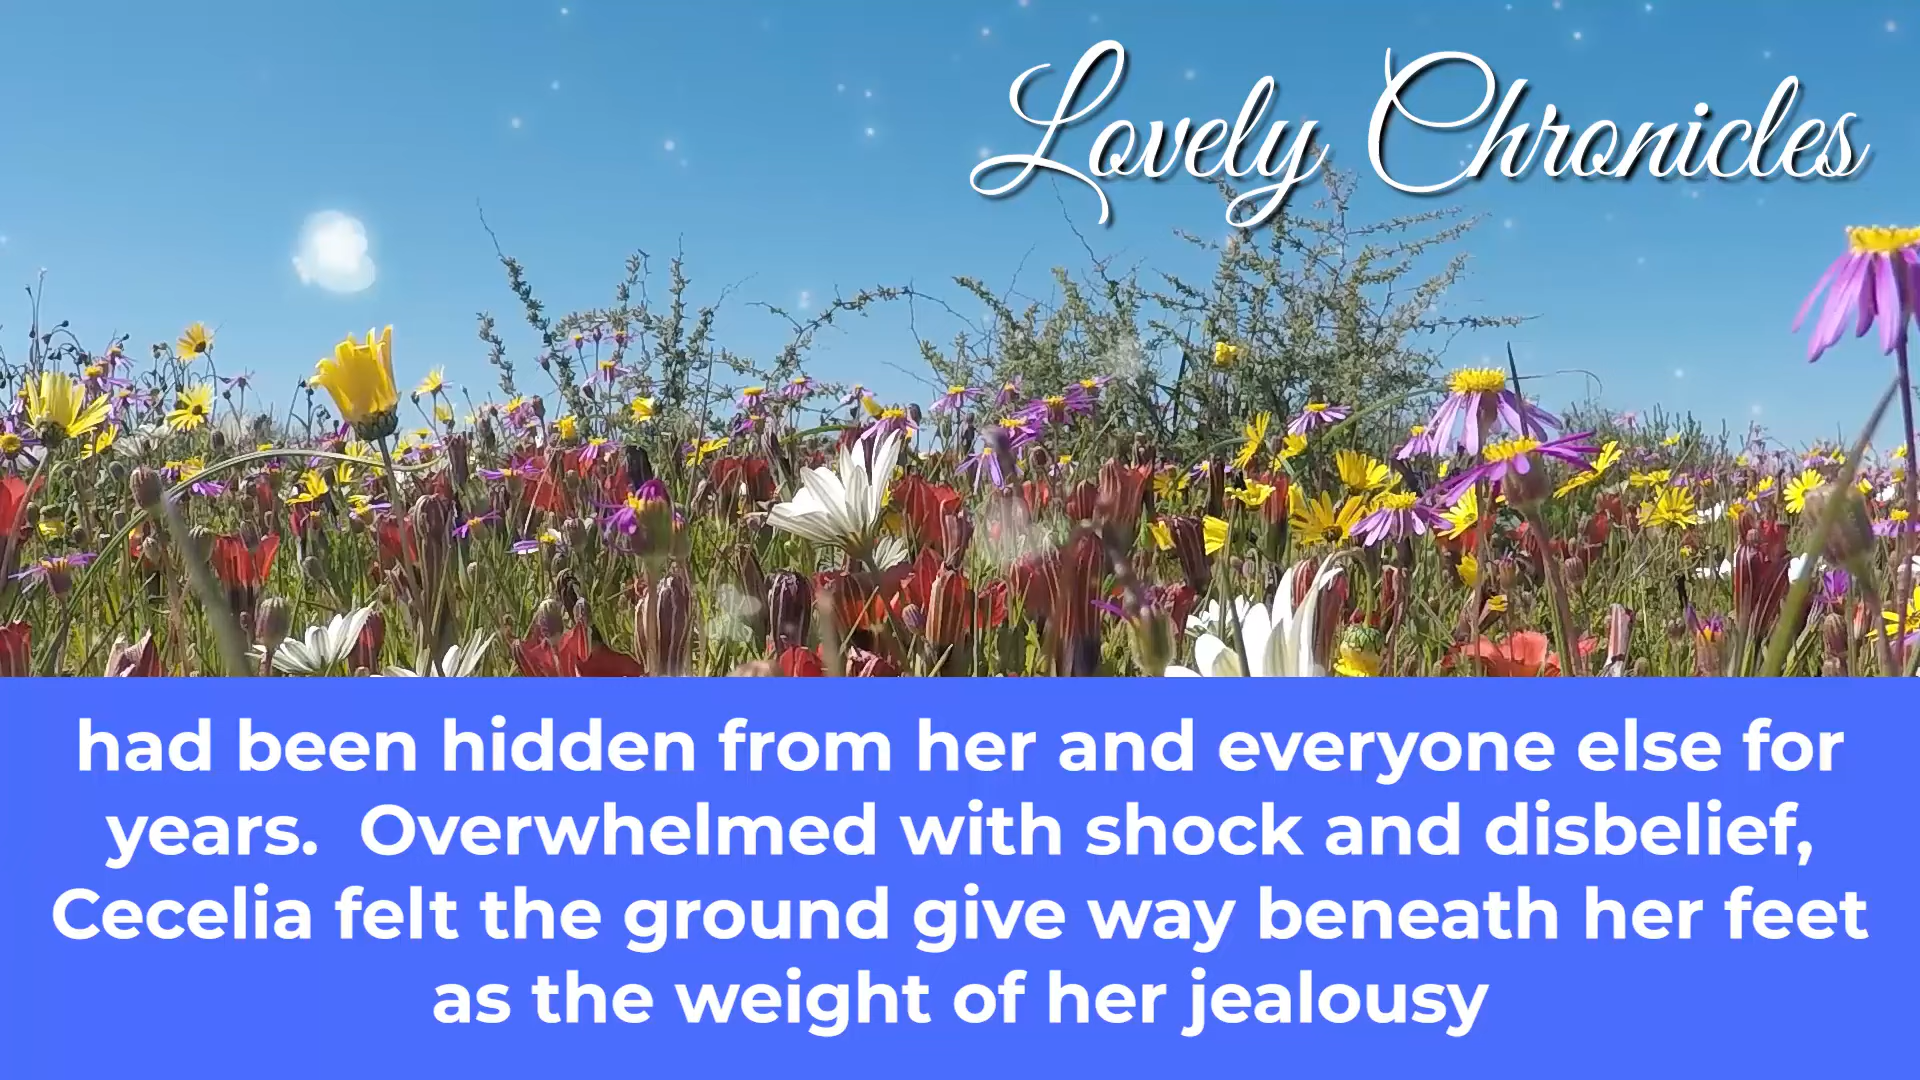 Lovely Chronicles
had been hidden from her and everyone else for
years.  Overwhelmed with shock and disbelief,
Cecelia felt the ground give way beneath her feet
as the weight of her jealousy